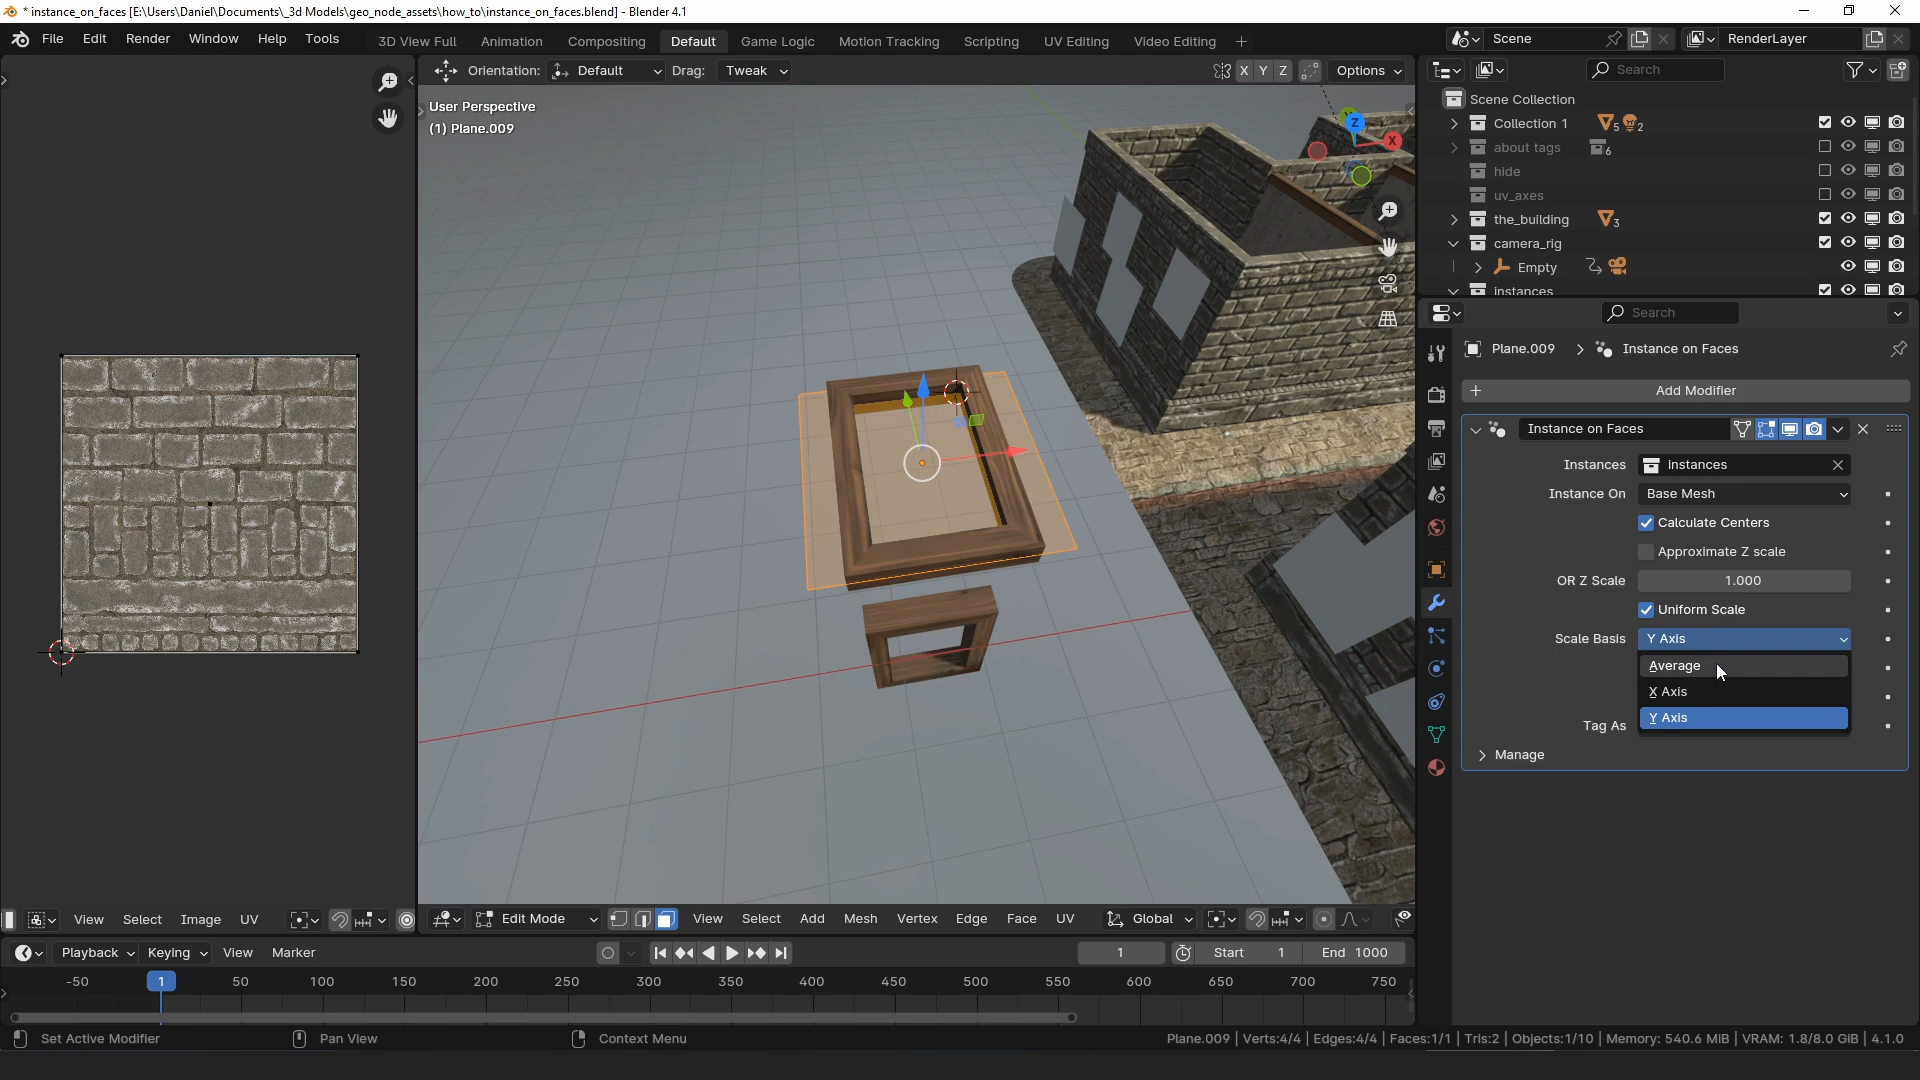 * instance_on_faces [E:\Users\Daniel\Documents\_3d Models\geo_node_assets\how_to\instance_on_faces.blend] - Blender 4.1
File Edit Render Window Help Tools 3D View Full Animation Compositing Default Game Logic Motion Tracking Scripting UV Editing Video Editing + Scene RenderLayer
Orientation: Default Drag: Tweak X Y Z Options Search
User Perspective
(1) Plane.009
Scene Collection
Collection 1 5 2
about tags 6
hide
uv_axes
the_building 3
camera_rig
Empty
instances
Z
X
Search
Plane.009 Instance on Faces
+ Add Modifier
Instance on Faces
Instances instances
Instance On Base Mesh
Calculate Centers
Approximate Z scale
OR Z Scale 1.000
Uniform Scale
Scale Basis Y Axis
Average
X Axis
Y Axis
Tag As
Manage
View Select Image UV Edit Mode View Select Add Mesh Vertex Edge Face UV Global
Playback Keying View Marker 1 Start 1 End 1000
-50 1 50 100 150 200 250 300 350 400 450 500 550 600 650 700 750
Set Active Modifier Pan View Context Menu Plane.009 | Verts:4/4 | Edges:4/4 | Faces:1/1 | Tris:2 | Objects:1/10 | Memory: 540.6 MiB | VRAM: 1.8/8.0 GiB | 4.1.0